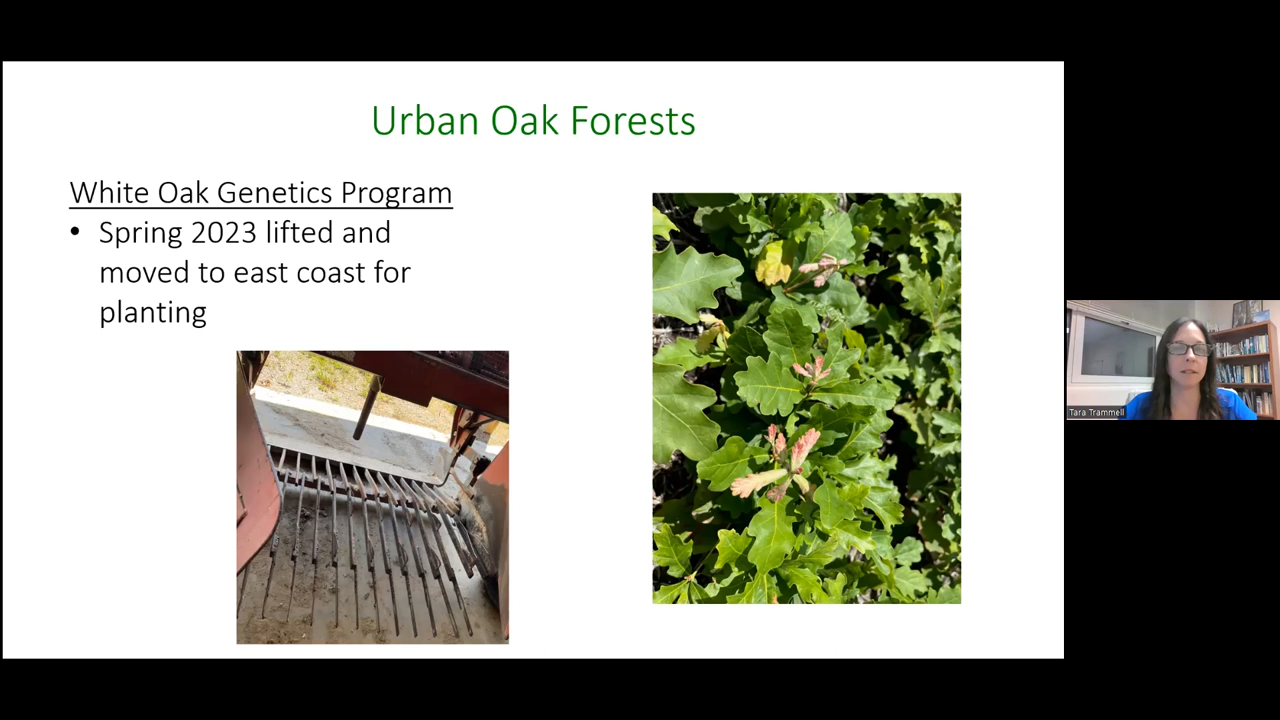 Urban Oak Forests
White Oak Genetics Program
• Spring 2023 lifted and
moved to east coast for
planting
Tara Trammell